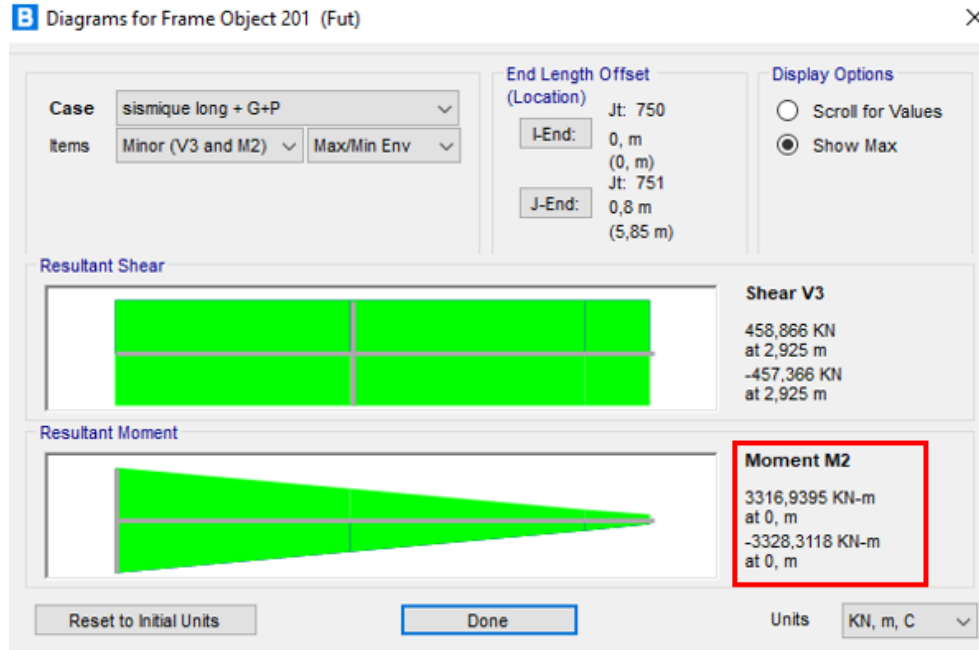 B Diagrams for Frame Object 201 (Fut)
End Length Offset
(Location)
Display Options
Case sismique long + G+P
Items Minor (V3 and M2) Max/Min Env
Jt: 750
I-End: 0, m
(0, m)
Jt: 751
J-End: 0,8 m
(5,85 m)
Scroll for Values
Show Max
Resultant Shear
Shear V3
458,866 KN
at 2,925 m
-457,366 KN
at 2,925 m
Resultant Moment
Moment M2
3316,9395 KN-m
at 0, m
-3328,3118 KN-m
at 0, m
Reset to Initial Units Done Units KN, m, C